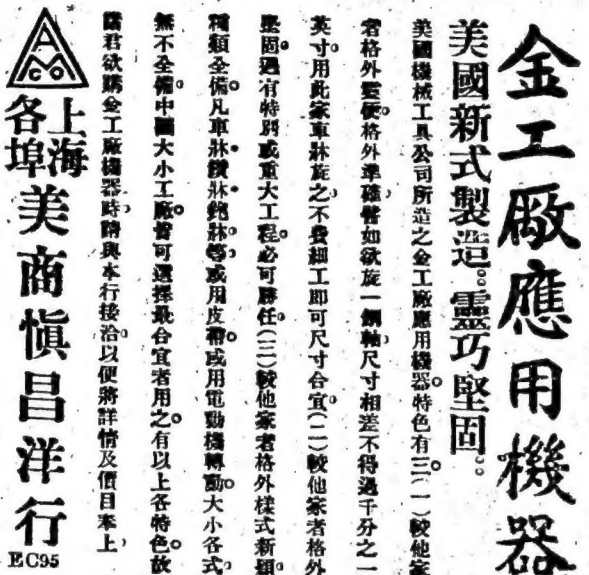 金工廠應用機器
美國新式製造。靈巧堅固。
美國機械工具公司所造之金工廠應用機器。特色有三。(一)較他家
者格外靈便格外準確。譬如欲旋一鋼軸。尺寸相差不得過千分之一
英寸。用此家車牀旋之不費細工即可尺寸合宜(二)較他家者格外
堅固。遇有特別或重大工程。必可勝任(三)較他家者格外樣式新穎。
種類全備。凡車牀鑽牀鉋牀等。或用皮帶或用電動機轉動。大小各式。
無不全備。中國大小工廠。皆可選擇最合宜者用之。有以上各特色。故
諸君欲購金工廠機器時請與本行接洽。以便將詳情及價目奉上。
AMCO
上海
各埠
美商慎昌洋行
EC95